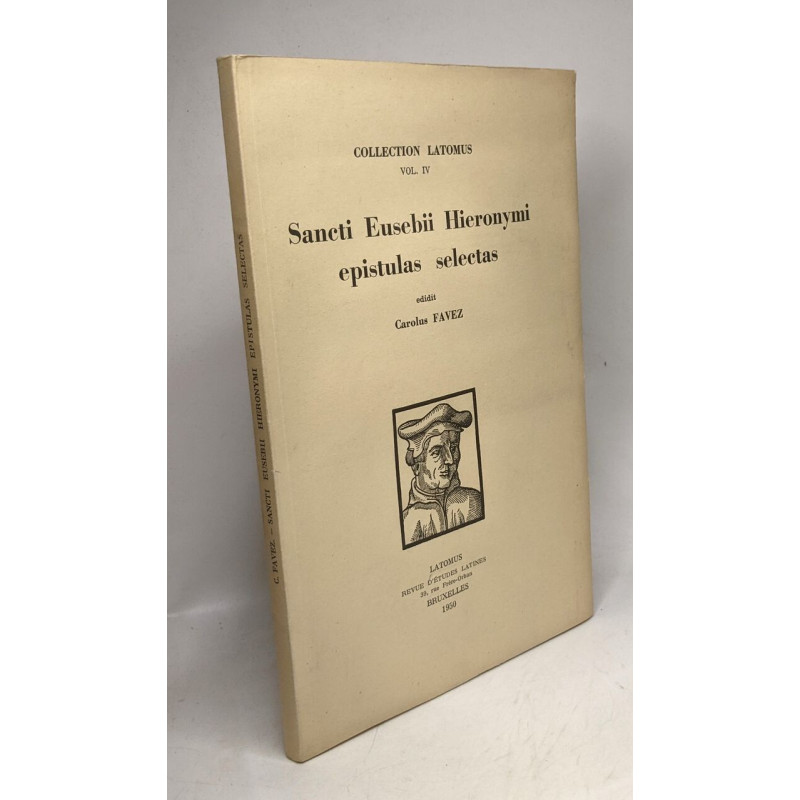 COLLECTION LATOMUS
VOL. IV
Sancti Eusebii Hieronymi
epistulas selectas
edidit
Carolus FAVEZ
LATOMUS
REVUE D'ÉTUDES LATINES
BRUXELLES
1950
C. FAVEZ. – SANCTI EUSEBII HIERONYMI EPISTULAS SELECTAS